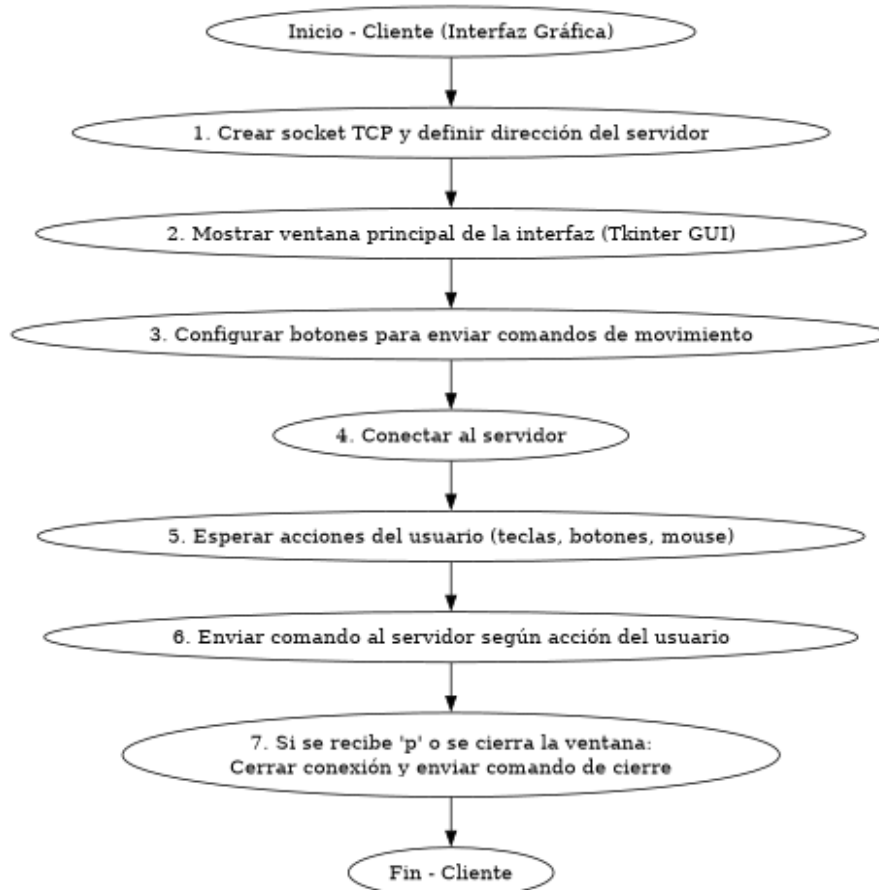 Inicio - Cliente (Interfaz Gráfica)
1. Crear socket TCP y definir dirección del servidor
2. Mostrar ventana principal de la interfaz (Tkinter GUI)
3. Configurar botones para enviar comandos de movimiento
4. Conectar al servidor
5. Esperar acciones del usuario (teclas, botones, mouse)
6. Enviar comando al servidor según acción del usuario
7. Si se recibe 'p' o se cierra la ventana:
Cerrar conexión y enviar comando de cierre
Fin - Cliente